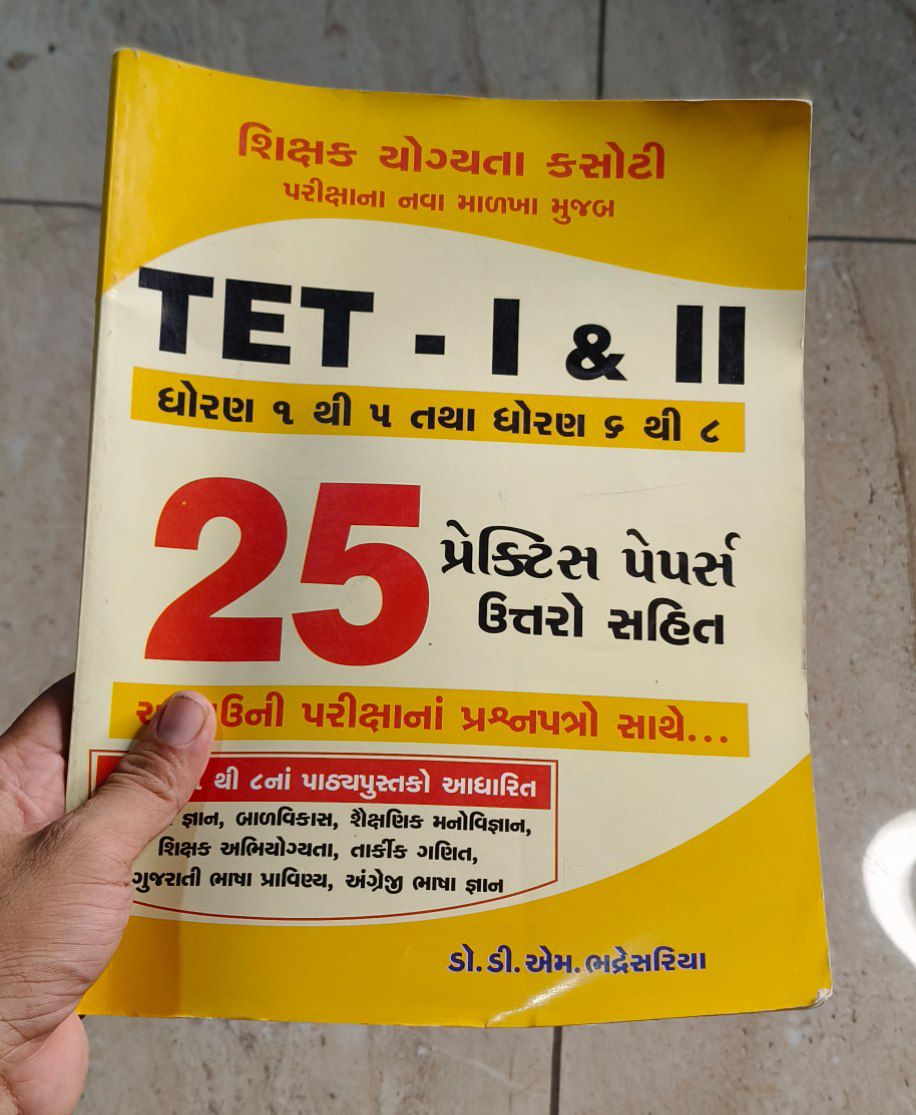 શિક્ષક યોગ્યતા કસોટી
પરીક્ષાના નવા માળખા મુજબ
TET - I & II
ધોરણ ૧ થી ૫ તથા ધોરણ ૬ થી ૮
25 પ્રેક્ટિસ પેપર્સ
ઉત્તરો સહિત
પરીક્ષાનાં પ્રશ્નપત્રો સાથે...
થી ૮નાં પાઠ્યપુસ્તકો આધારિત
જ્ઞાન, બાળવિકાસ, શૈક્ષણિક મનોવિજ્ઞાન,
શિક્ષક અભિયોગ્યતા, તાર્કીક ગણિત,
ગુજરાતી ભાષા પ્રાવિણ્ય, અંગ્રેજી ભાષા જ્ઞાન
ડો.ડી.એમ.ભદ્રેસરિયા